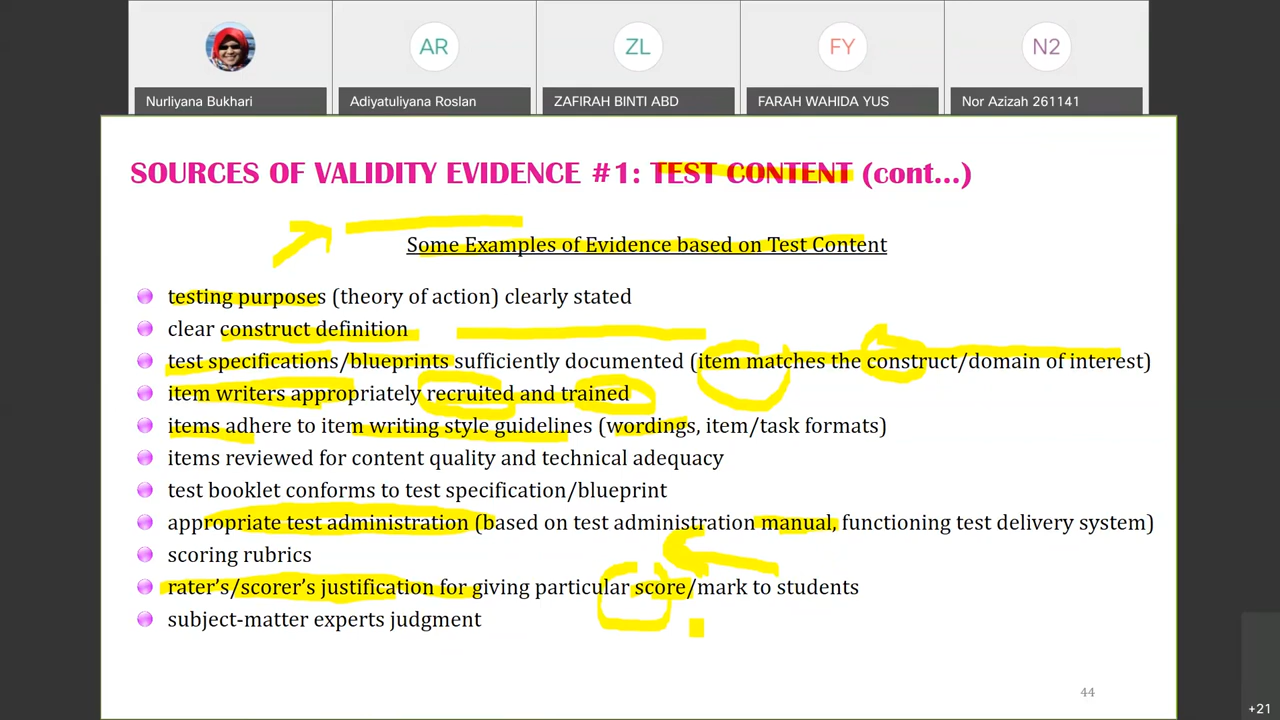 AR
ZL
FY
N2
Nurliyana Bukhari
Adiyatuliyana Roslan
ZAFIRAH BINTI ABD
FARAH WAHIDA YUS
Nor Azizah 261141
SOURCES OF VALIDITY EVIDENCE #1: TEST CONTENT (cont...)
Some Examples of Evidence based on Test Content
testing purposes (theory of action) clearly stated
clear construct definition
test specifications/blueprints sufficiently documented (item matches the construct/domain of interest)
item writers appropriately recruited and trained
items adhere to item writing style guidelines (wordings, item/task formats)
items reviewed for content quality and technical adequacy
test booklet conforms to test specification/blueprint
appropriate test administration (based on test administration manual, functioning test delivery system)
scoring rubrics
rater's/scorer's justification for giving particular score/mark to students
subject-matter experts judgment
44
+21